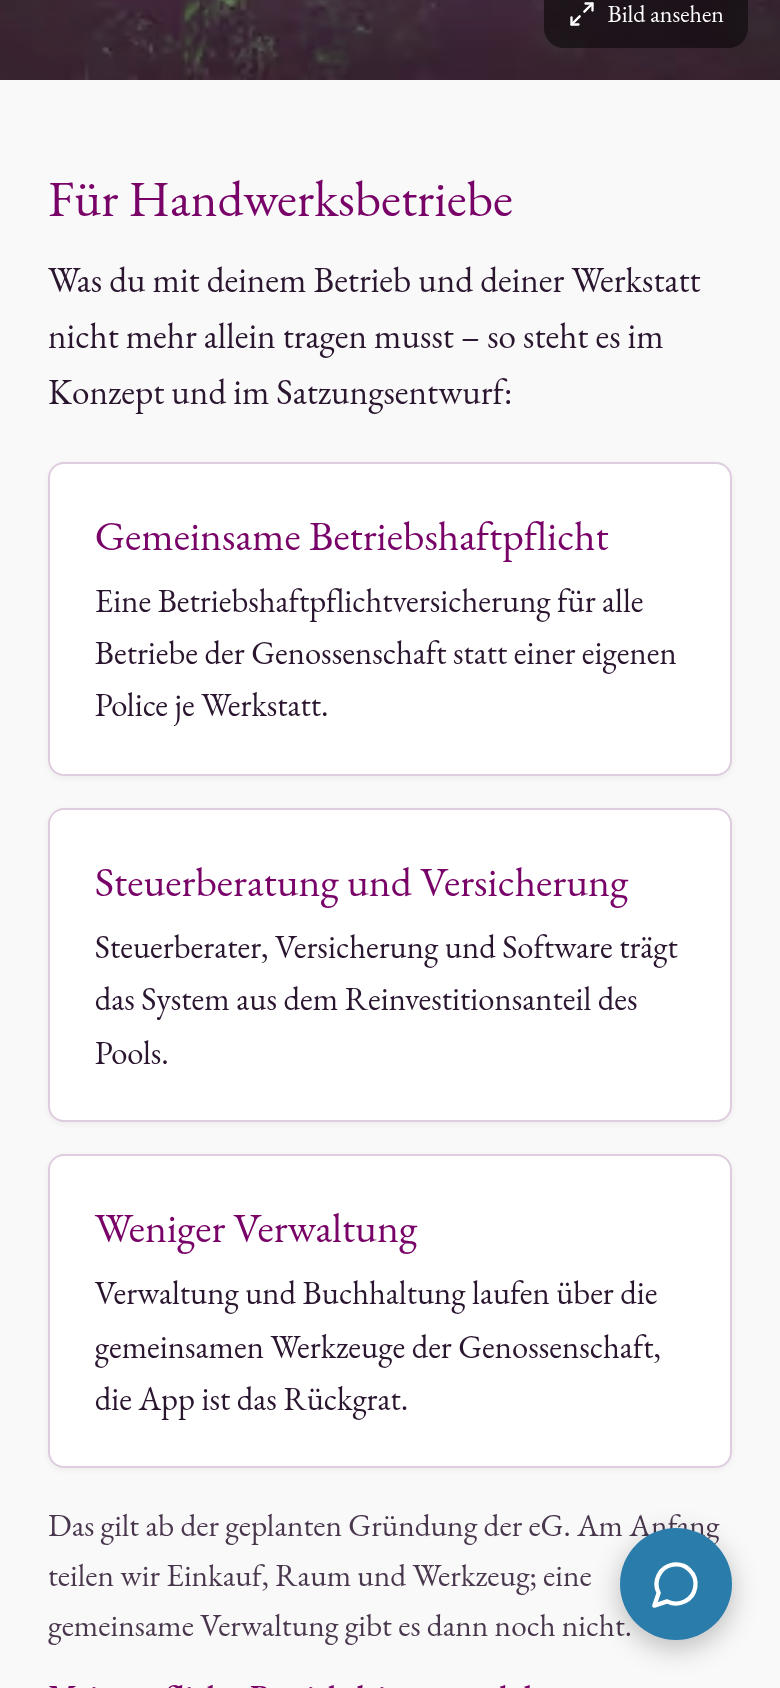 Bild ansehen
Für Handwerksbetriebe
Was du mit deinem Betrieb und deiner Werkstatt
nicht mehr allein tragen musst – so steht es im
Konzept und im Satzungsentwurf:
Gemeinsame Betriebshaftpflicht
Eine Betriebshaftpflichtversicherung für alle
Betriebe der Genossenschaft statt einer eigenen
Police je Werkstatt.
Steuerberatung und Versicherung
Steuerberater, Versicherung und Software trägt
das System aus dem Reinvestitionsanteil des
Pools.
Weniger Verwaltung
Verwaltung und Buchhaltung laufen über die
gemeinsamen Werkzeuge der Genossenschaft,
die App ist das Rückgrat.
Das gilt ab der geplanten Gründung der eG. Am Anfang
teilen wir Einkauf, Raum und Werkzeug; eine
gemeinsame Verwaltung gibt es dann noch nicht.